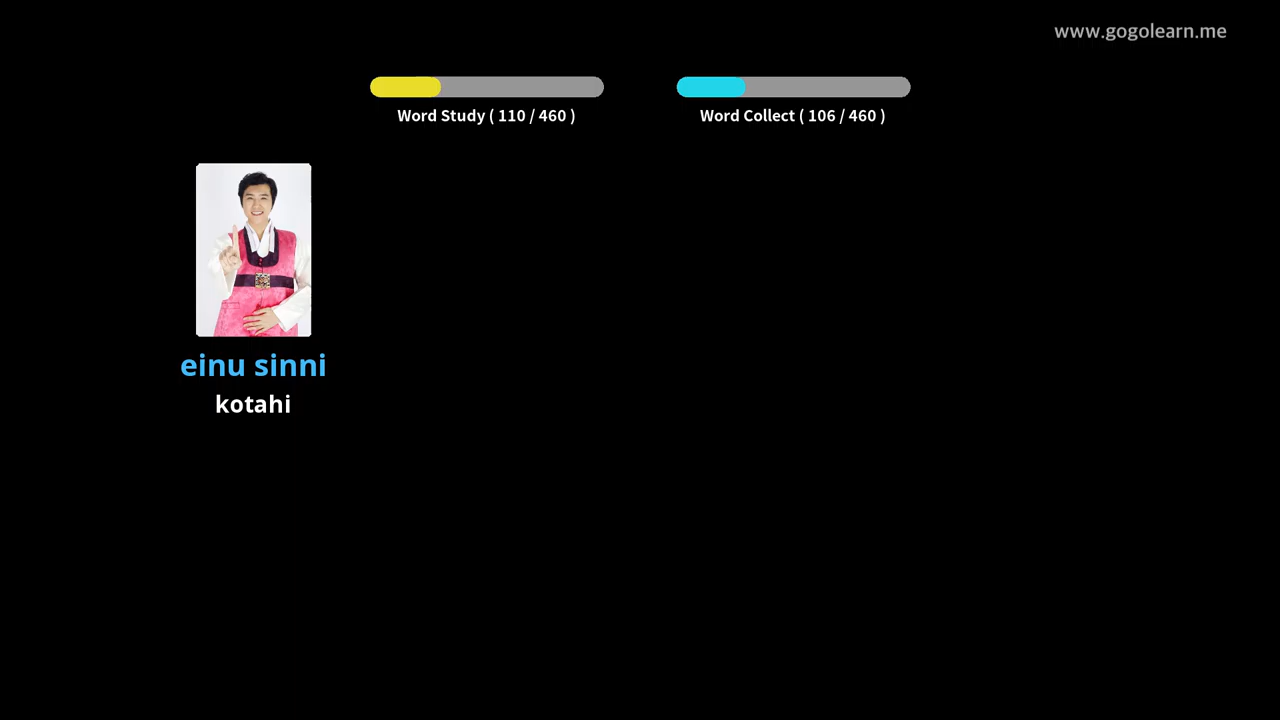 www.gogolearn.me
Word Study ( 110 / 460 )
Word Collect ( 106 / 460 )
einu sinni
kotahi